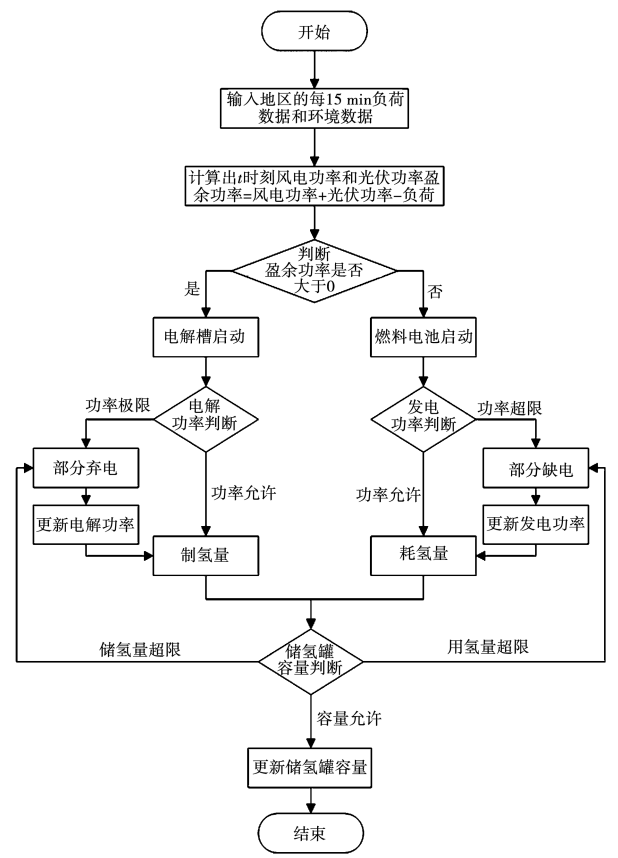 开始
输入地区的每15 min负荷
数据和环境数据
计算出t时刻风电功率和光伏功率盈
余功率=风电功率+光伏功率-负荷
判断
盈余功率是否
大于0
是
否
电解槽启动
燃料电池启动
功率极限
电解
功率判断
发电
功率判断
功率超限
部分弃电
功率允许
功率允许
部分缺电
更新电解功率
更新发电功率
制氢量
耗氢量
储氢量超限
储氢罐
容量判断
用氢量超限
容量允许
更新储氢罐容量
结束